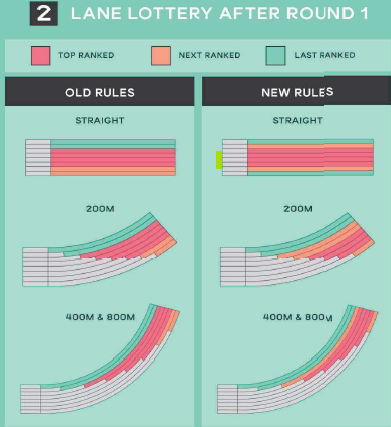 2 LANE LOTTERY AFTER ROUND 1
TOP RANKED NEXT RANKED LAST RANKED
OLD RULES
STRAIGHT
200M
400M & 800M
NEW RULES
STRAIGHT
200M
400M & 800M